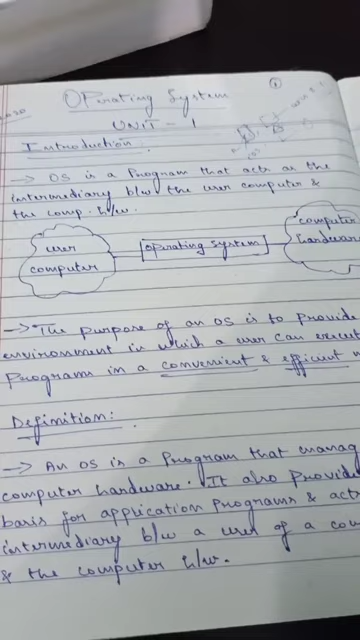 Operating System
UNIT - 1
Introduction
→ OS is a Program that acts as the
intermediary b/w the user computer &
the comp. h/w.
user
computer
operating system
computer
hardware
→ The purpose of an OS is to provide
environment in which a user can
Programs in a convenient & efficient
Definition:
→ An OS is a Program that manag
computer hardware. It also provide
basis for application Programs & act
intermediary b/w a user of a com
& the computer h/w.